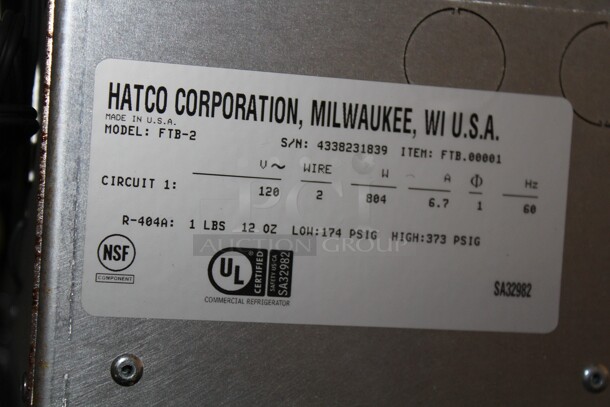 HATCO CORPORATION, MILWAUKEE, WI U.S.A.
MADE IN U.S.A.
MODEL: FTB-2 S/N: 4338231839 ITEM: FTB.00001
V~ WIRE W ~ A Φ Hz
CIRCUIT 1: 120 2 804 6.7 1 60
R-404A: 1 LBS 12 OZ LOW:174 PSIG HIGH:373 PSIG
PCI
AUCTION GROUP
NSF
COMPONENT
UL
CERTIFIED
SAFETY US-CA
SA32982
COMMERCIAL REFRIGERATOR
SA32982